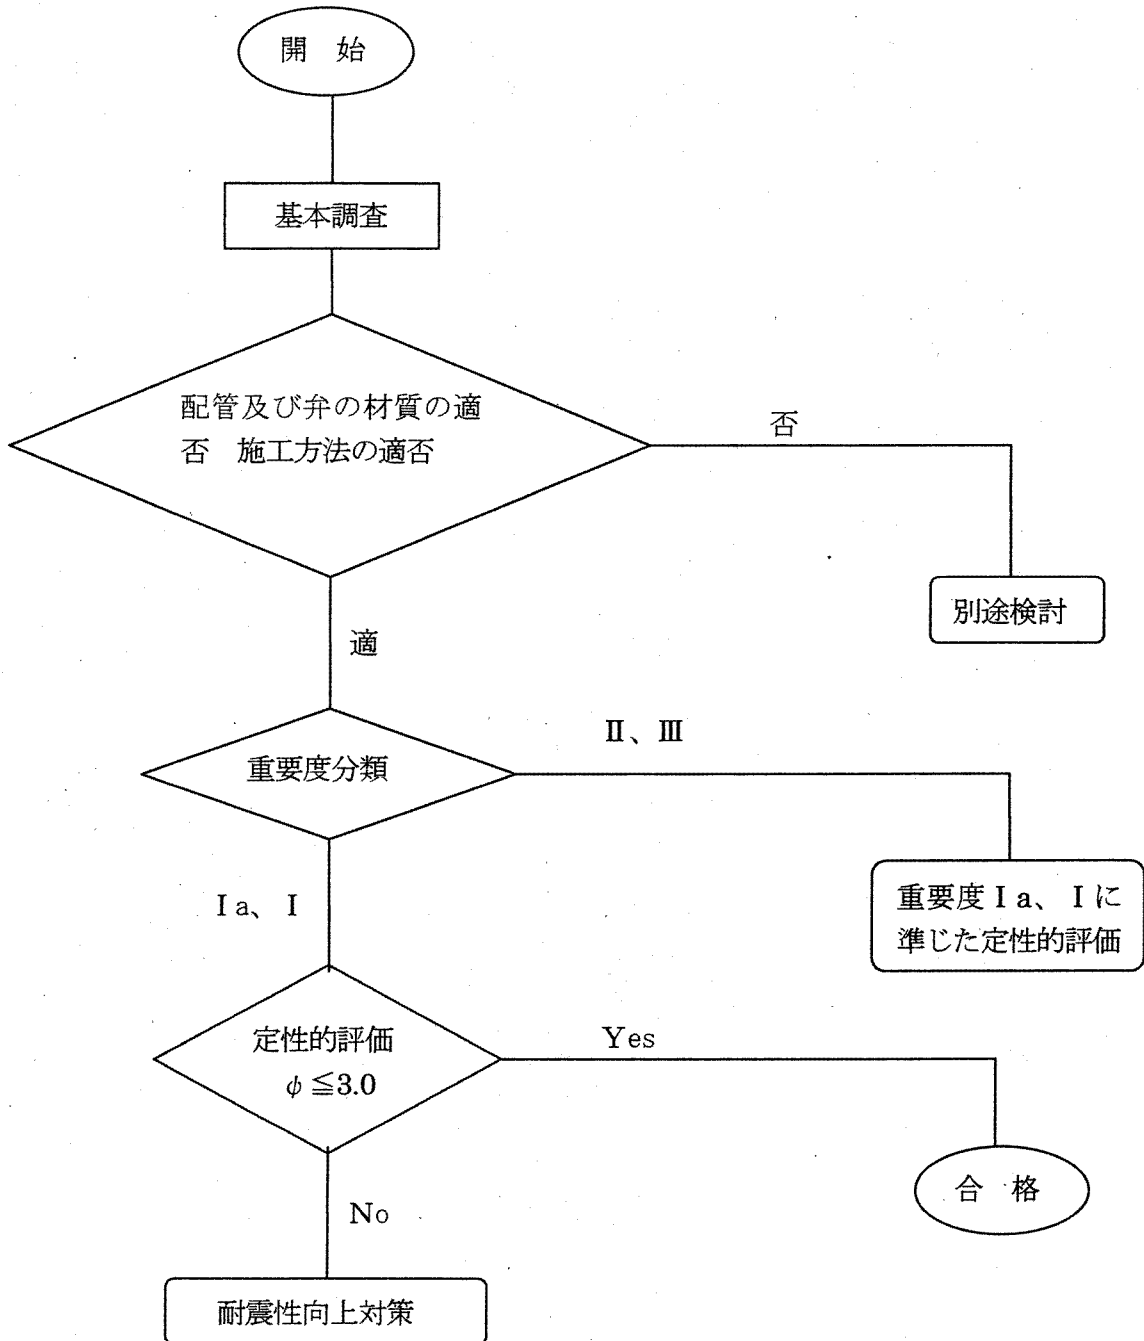 開 始
基本調査
配管及び弁の材質の適
否 施工方法の適否
否
別途検討
適
重要度分類
Ⅱ、Ⅲ
Ⅰa、Ⅰ
重要度Ⅰa、Ⅰに
準じた定性的評価
定性的評価
φ≦3.0
Yes
合 格
No
耐震性向上対策